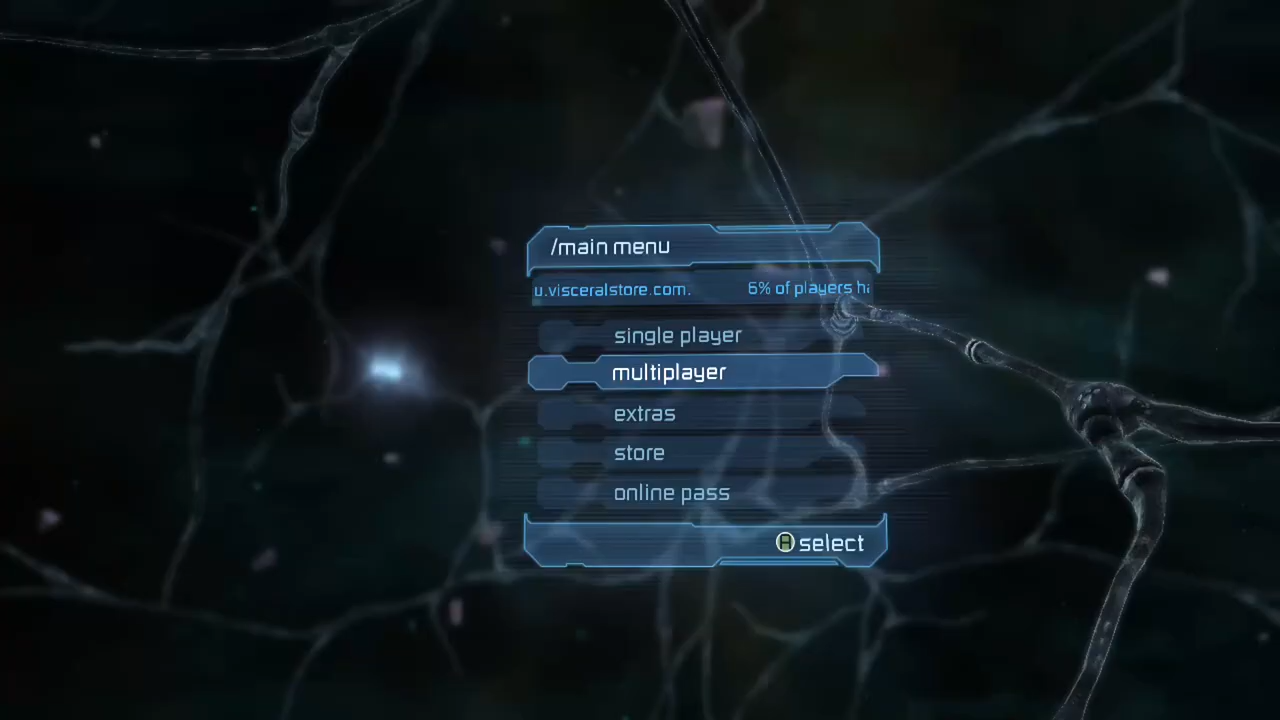 /main menu
u.visceralstore.com. 6% of players
single player
multiplayer
extras
store
online pass
A select